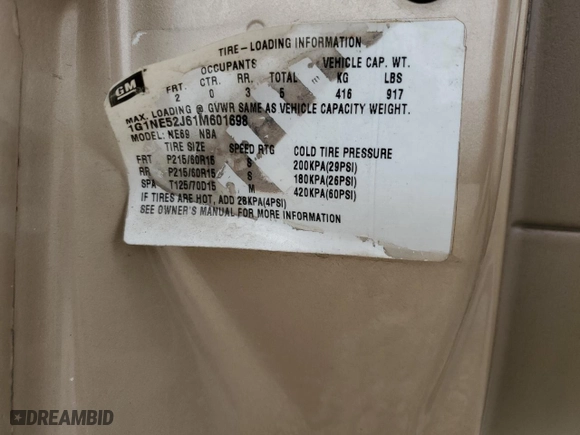 GM
TIRE-LOADING INFORMATION
OCCUPANTS VEHICLE CAP. WT.
FRT. CTR. RR. TOTAL KG LBS
2 0 3 5 416 917
MAX. LOADING @ GVWR SAME AS VEHICLE CAPACITY WEIGHT.
1G1NE52J61M601698
MODEL: NE69 NBA
TIRE SIZE SPEED RTG COLD TIRE PRESSURE
FRT P215/60R15 S 200KPA(29PSI)
RR P215/60R15 S 180KPA(26PSI)
SPA T125/70D15 M 420KPA(60PSI)
IF TIRES ARE HOT, ADD 28KPA(4PSI)
SEE OWNER'S MANUAL FOR MORE INFORMATION
DREAMBID